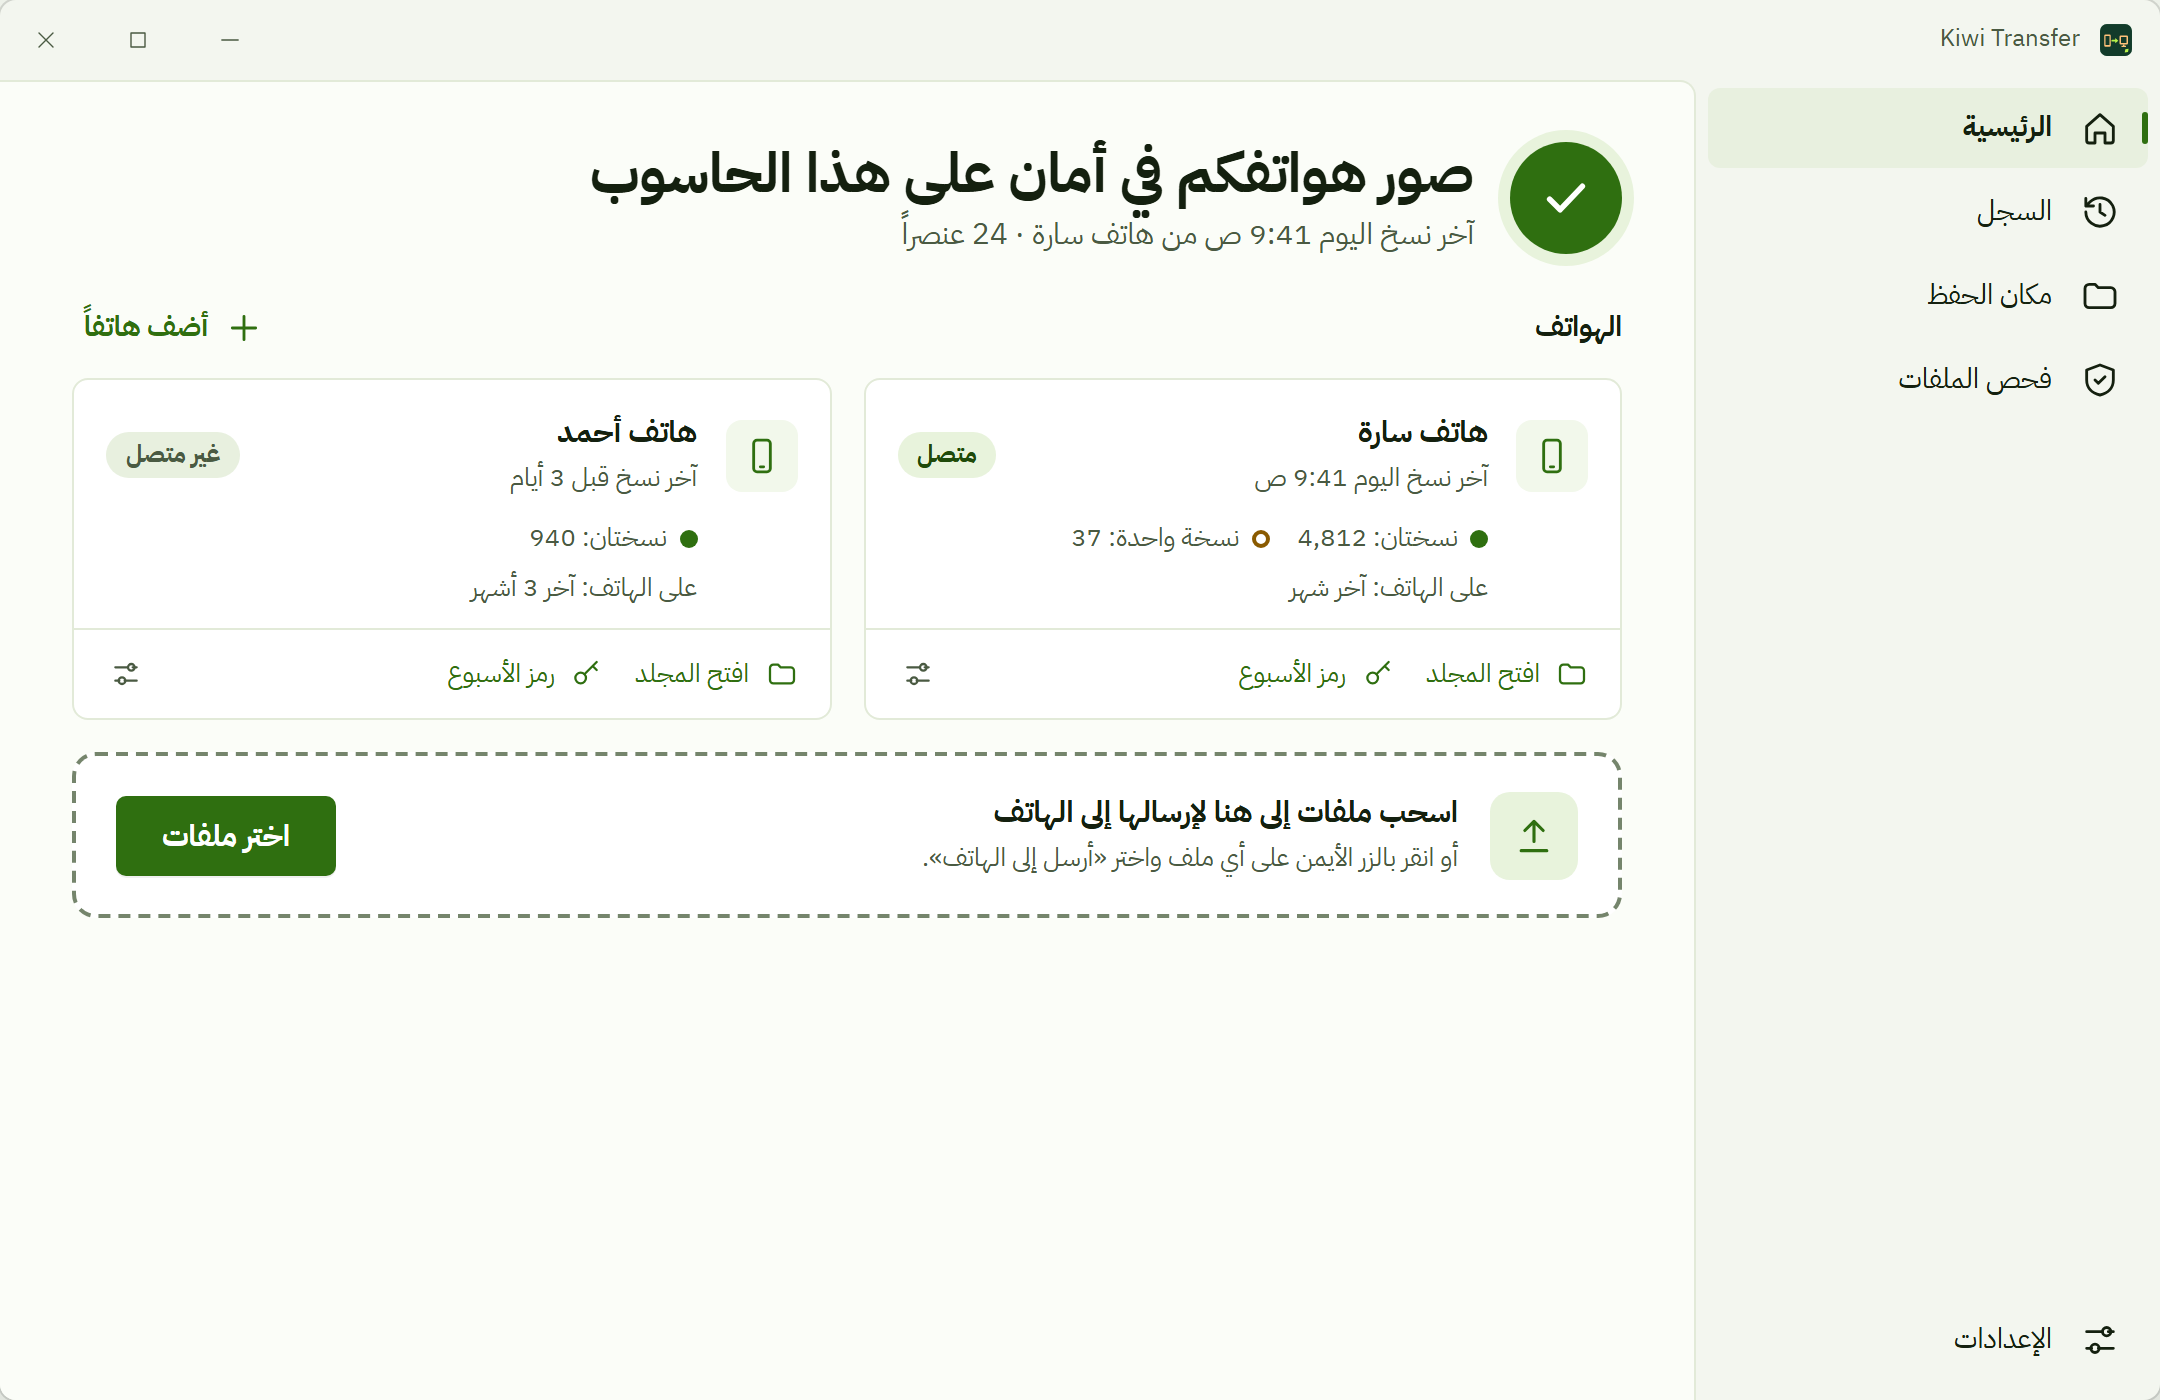 Kiwi Transfer
الرئيسية
السجل
مكان الحفظ
فحص الملفات
الإعدادات
صور هواتفكم في أمان على هذا الحاسوب
آخر نسخ اليوم 9:41 ص من هاتف سارة · 24 عنصراً
الهواتف
أضف هاتفاً
هاتف سارة
متصل
آخر نسخ اليوم 9:41 ص
نسختان: 4,812 نسخة واحدة: 37
على الهاتف: آخر شهر
افتح المجلد رمز الأسبوع
هاتف أحمد
غير متصل
آخر نسخ قبل 3 أيام
نسختان: 940
على الهاتف: آخر 3 أشهر
افتح المجلد رمز الأسبوع
اسحب ملفات إلى هنا لإرسالها إلى الهاتف
أو انقر بالزر الأيمن على أي ملف واختر «أرسل إلى الهاتف».
اختر ملفات